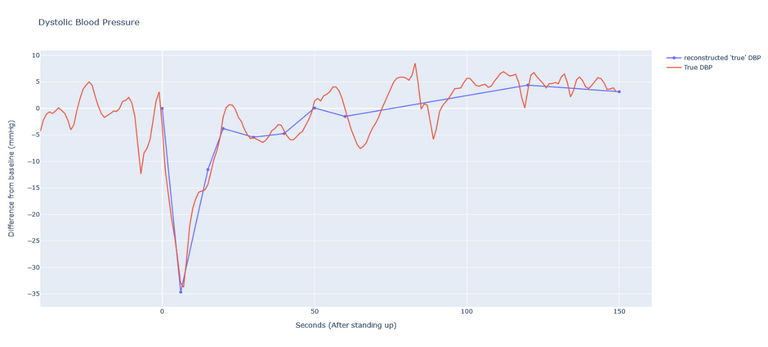 Dystolic Blood Pressure
reconstructed 'true' DBP
True DBP
10
5
0
−5
−10
−15
−20
−25
−30
−35
Difference from baseline (mmHg)
0
50
100
150
Seconds (After standing up)